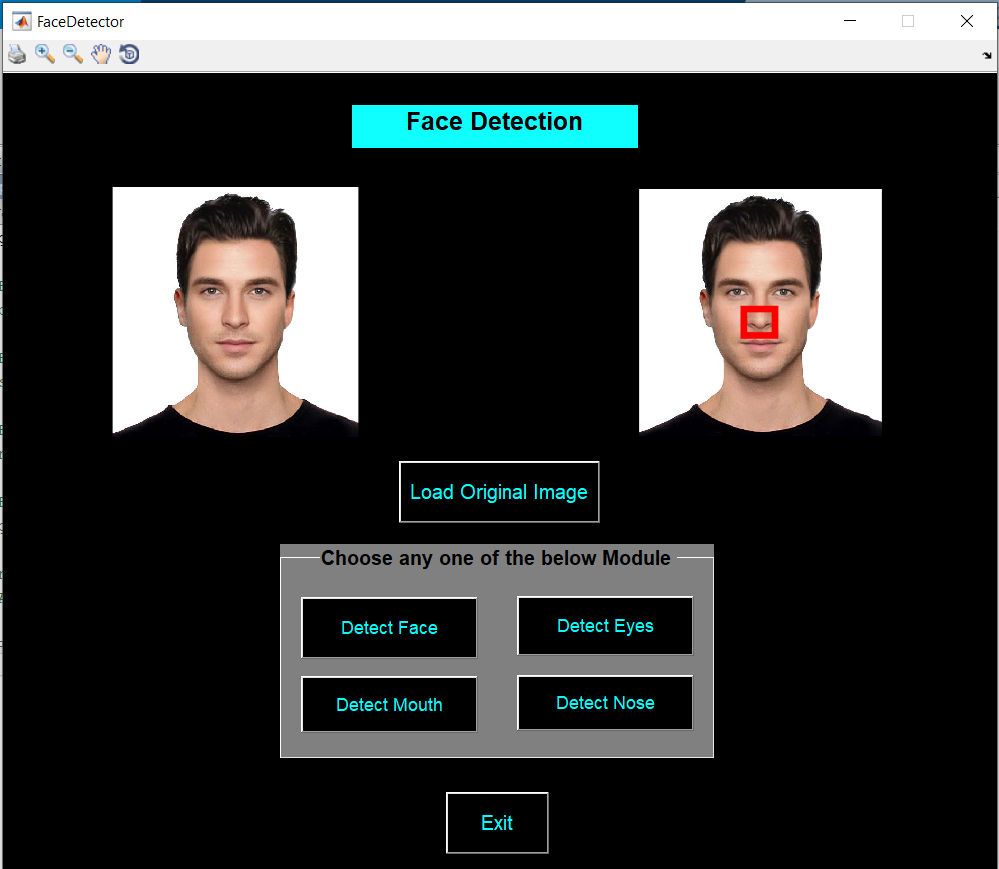 FaceDetector
Face Detection
Load Original Image
Choose any one of the below Module
Detect Face
Detect Eyes
Detect Mouth
Detect Nose
Exit